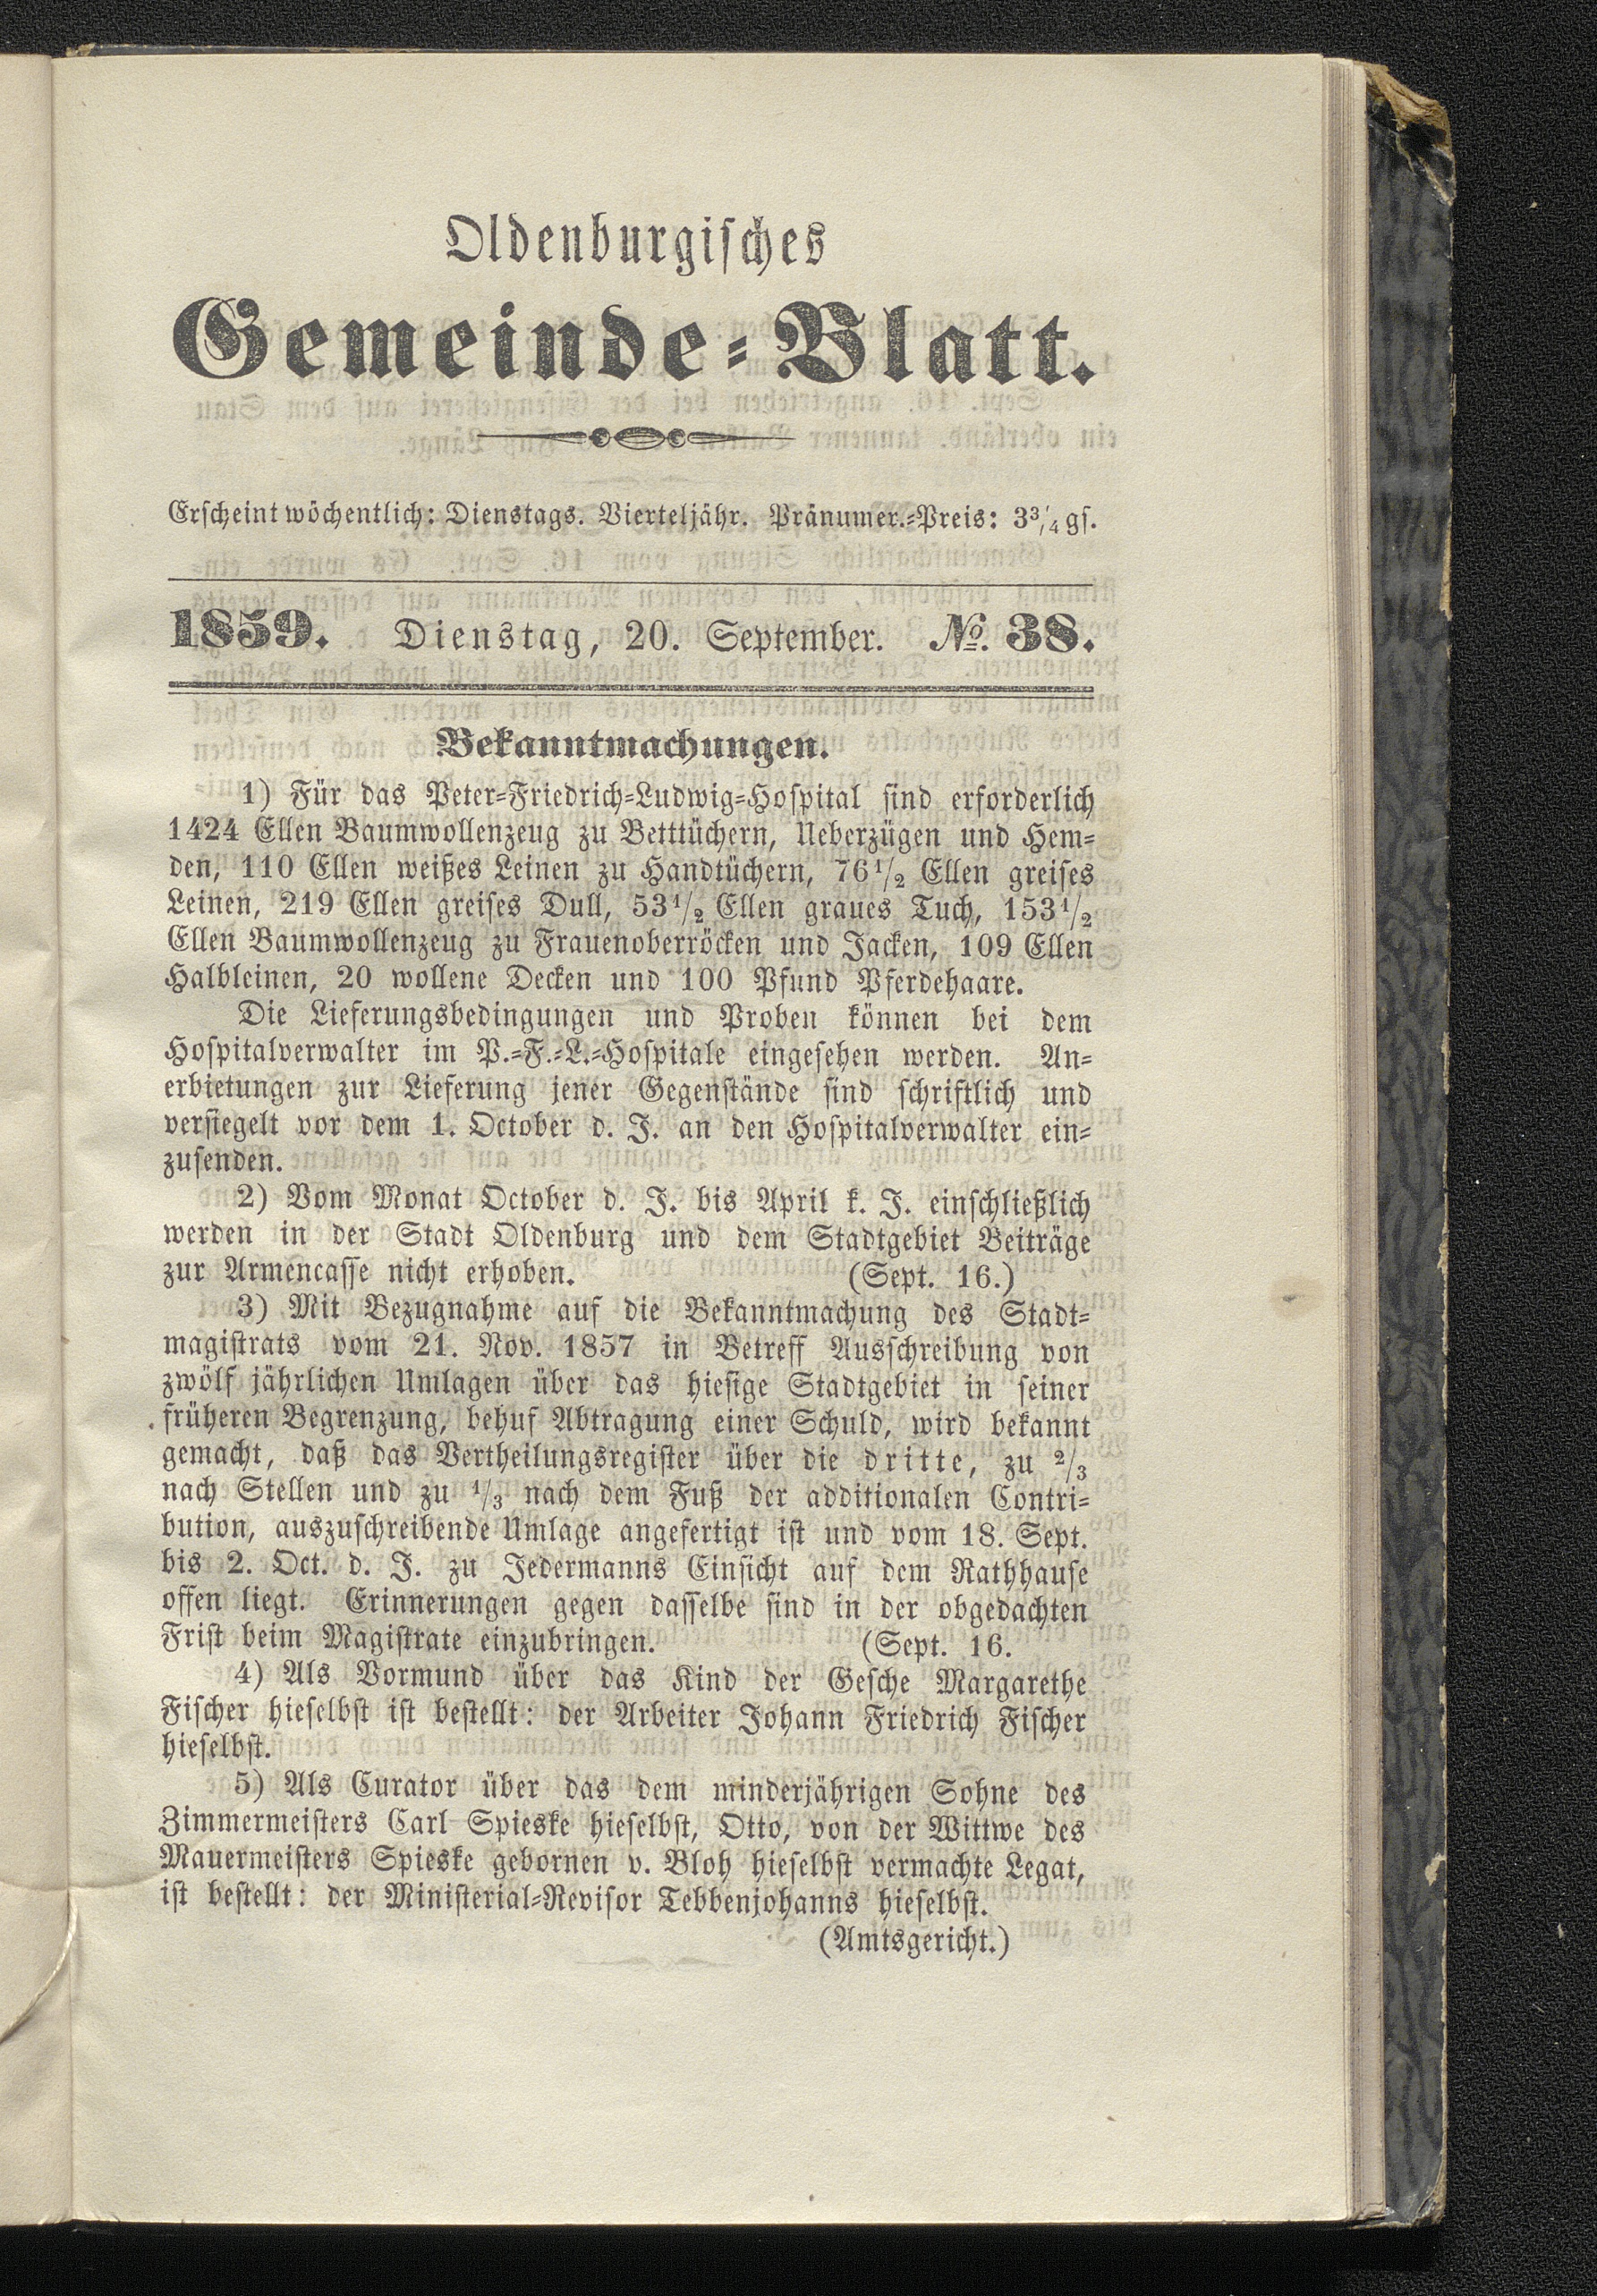 Oldenburgisches
Gemeinde-Blatt.
Erscheint wöchentlich: Dienstags. Vierteljähr. Pränumer.-Preis: 3 3/4 gs.
1859. Dienstag, 20. September. No. 38.
Bekanntmachungen.
1) Für das Peter-Friedrich-Ludwig-Hospital sind erforderlich
1424 Ellen Baumwollenzeug zu Betttüchern, Ueberzügen und Hem-
den, 110 Ellen weißes Leinen zu Handtüchern, 76 1/2 Ellen greises
Leinen, 219 Ellen greises Dull, 53 1/2 Ellen graues Tuch, 153 1/2
Ellen Baumwollenzeug zu Frauenoberröcken und Jacken, 109 Ellen
Halbleinen, 20 wollene Decken und 100 Pfund Pferdehaare.
Die Lieferungsbedingungen und Proben können bei dem
Hospitalverwalter im P.-F.-L.-Hospitale eingesehen werden. An-
erbietungen zur Lieferung jener Gegenstände sind schriftlich und
versiegelt vor dem 1. October d. J. an den Hospitalverwalter ein-
zusenden.
2) Vom Monat October d. J. bis April k. J. einschließlich
werden in der Stadt Oldenburg und dem Stadtgebiet Beiträge
zur Armencasse nicht erhoben. (Sept. 16.)
3) Mit Bezugnahme auf die Bekanntmachung des Stadt-
magistrats vom 21. Nov. 1857 in Betreff Ausschreibung von
zwölf jährlichen Umlagen über das hiesige Stadtgebiet in seiner
früheren Begrenzung, behuf Abtragung einer Schuld, wird bekannt
gemacht, daß das Vertheilungsregister über die dritte, zu 2/3
nach Stellen und zu 1/3 nach dem Fuß der additionalen Contri-
bution, auszuschreibende Umlage angefertigt ist und vom 18. Sept.
bis 2. Oct. d. J. zu Jedermanns Einsicht auf dem Rathhause
offen liegt. Erinnerungen gegen dasselbe sind in der obgedachten
Frist beim Magistrate einzubringen. (Sept. 16.
4) Als Vormund über das Kind der Gesche Margarethe
Fischer hieselbst ist bestellt: der Arbeiter Johann Friedrich Fischer
hieselbst.
5) Als Curator über das dem minderjährigen Sohne des
Zimmermeisters Carl Spieske hieselbst, Otto, von der Wittwe des
Mauermeisters Spieske gebornen v. Bloh hieselbst vermachte Legat,
ist bestellt: der Ministerial-Revisor Tebbenjohanns hieselbst.
(Amtsgericht.)